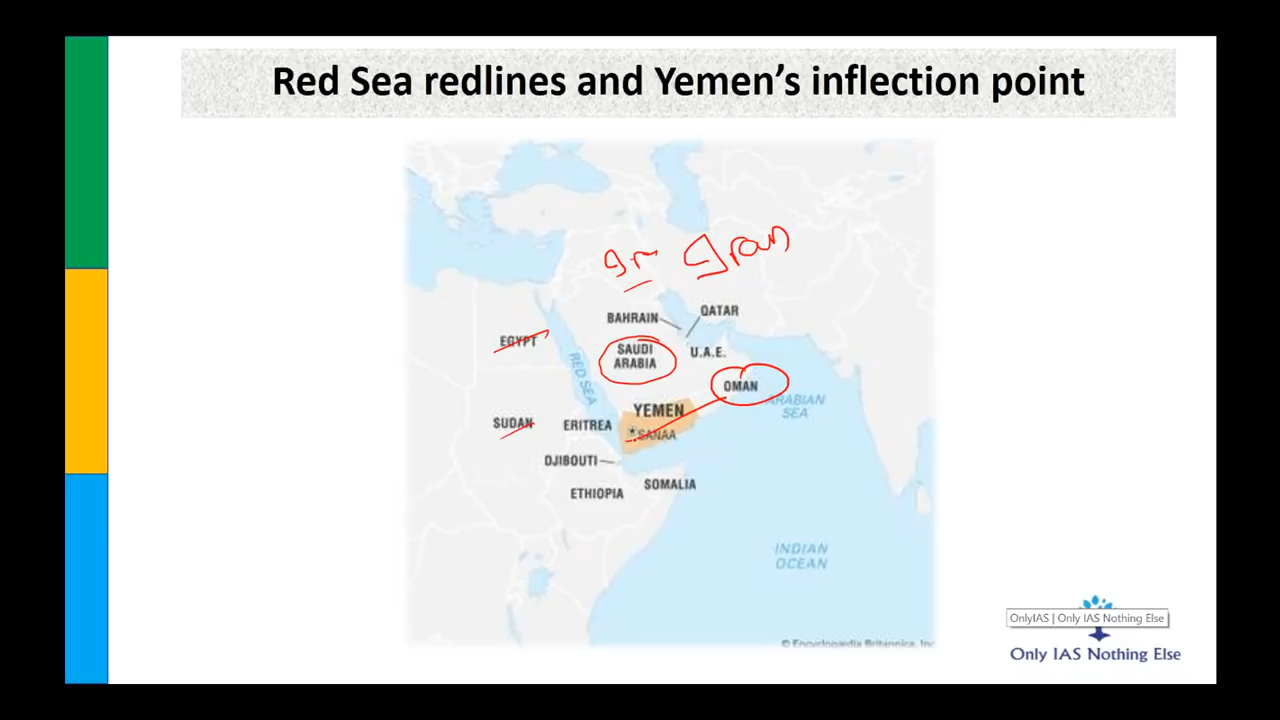 Red Sea redlines and Yemen's inflection point
Iran
BAHRAIN
QATAR
EGYPT
SAUDI
ARABIA
U.A.E.
RED SEA
OMAN
ARABIAN
SEA
YEMEN
SUDAN
ERITREA
SANAA
DJIBOUTI
ETHIOPIA
SOMALIA
INDIAN
OCEAN
OnlyIAS | Only IAS Nothing Else
© Encyclopædia Britannica, Inc
Only IAS Nothing Else